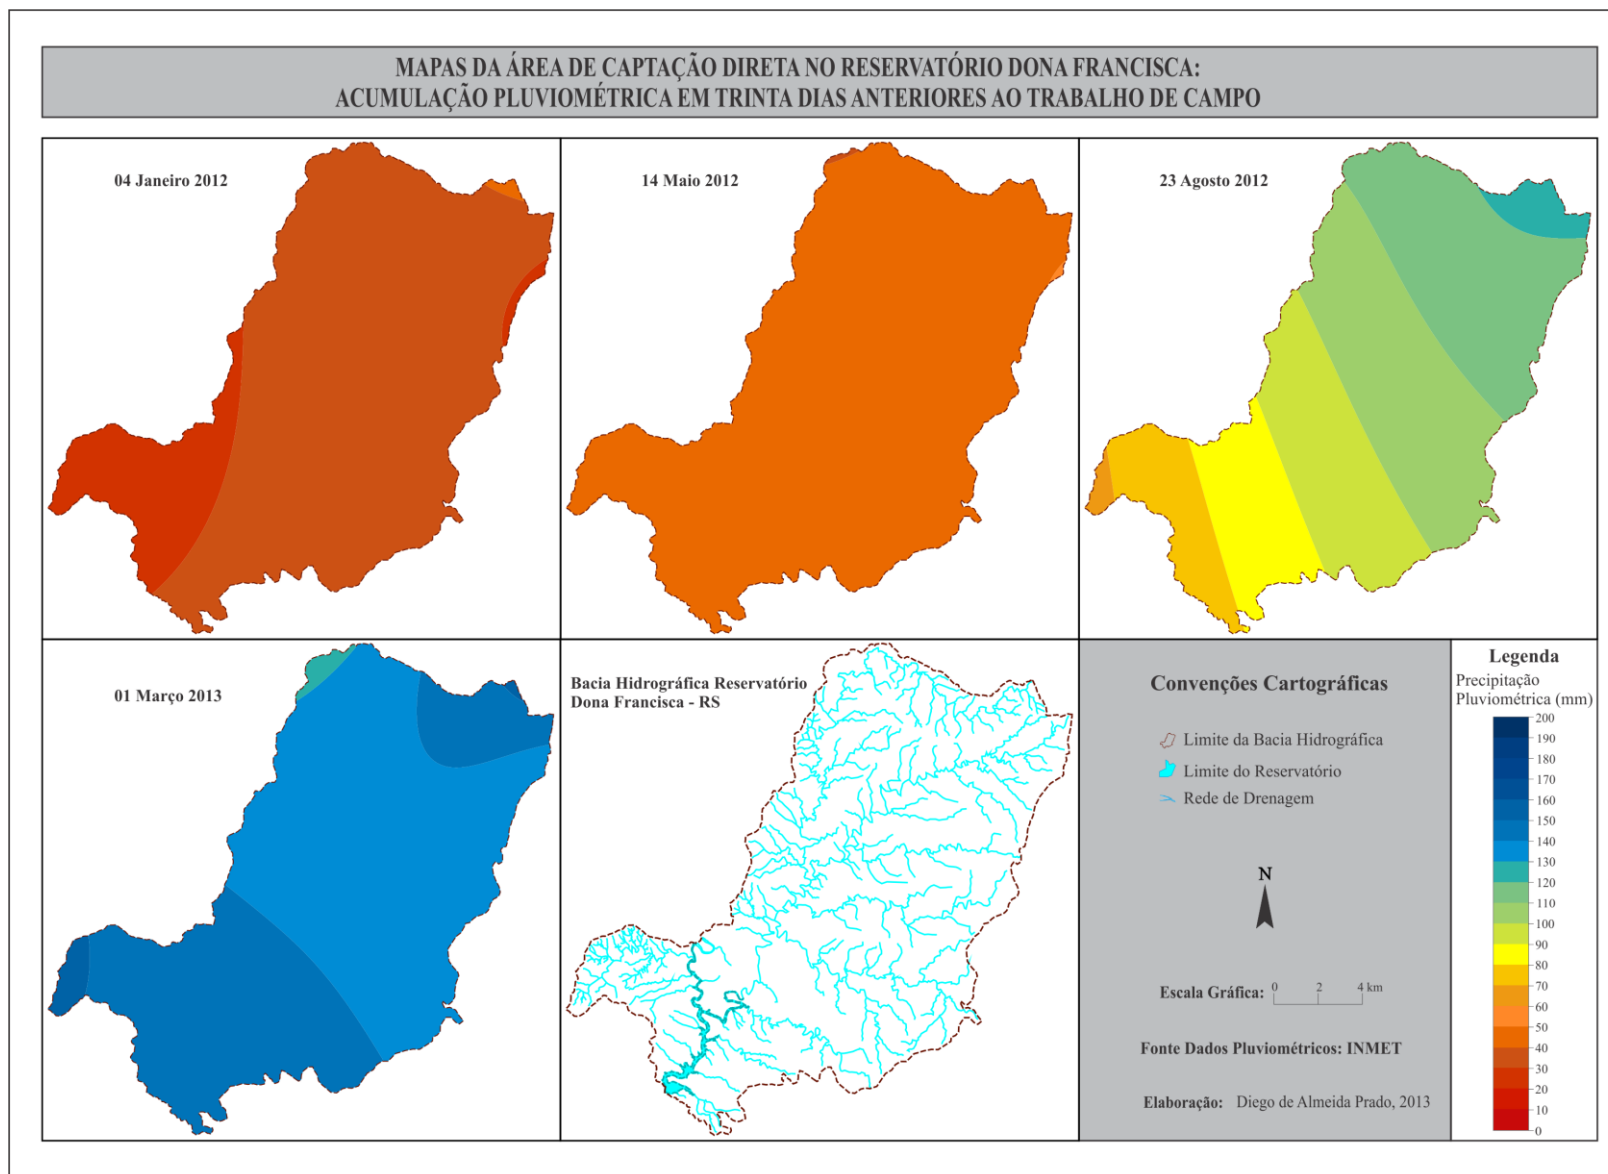 MAPAS DA ÁREA DE CAPTAÇÃO DIRETA NO RESERVATÓRIO DONA FRANCISCA:
ACUMULAÇÃO PLUVIOMÉTRICA EM TRINTA DIAS ANTERIORES AO TRABALHO DE CAMPO
04 Janeiro 2012
14 Maio 2012
23 Agosto 2012
01 Março 2013
Bacia Hidrográfica Reservatório
Dona Francisca - RS
Convenções Cartográficas
Limite da Bacia Hidrográfica
Limite do Reservatório
Rede de Drenagem
N
Escala Gráfica: 0 2 4 km
Fonte Dados Pluviométricos: INMET
Elaboração: Diego de Almeida Prado, 2013
Legenda
Precipitação
Pluviométrica (mm)
200
190
170
160
150
140
130
120
110
100
90
80
70
60
50
40
30
20
10
0